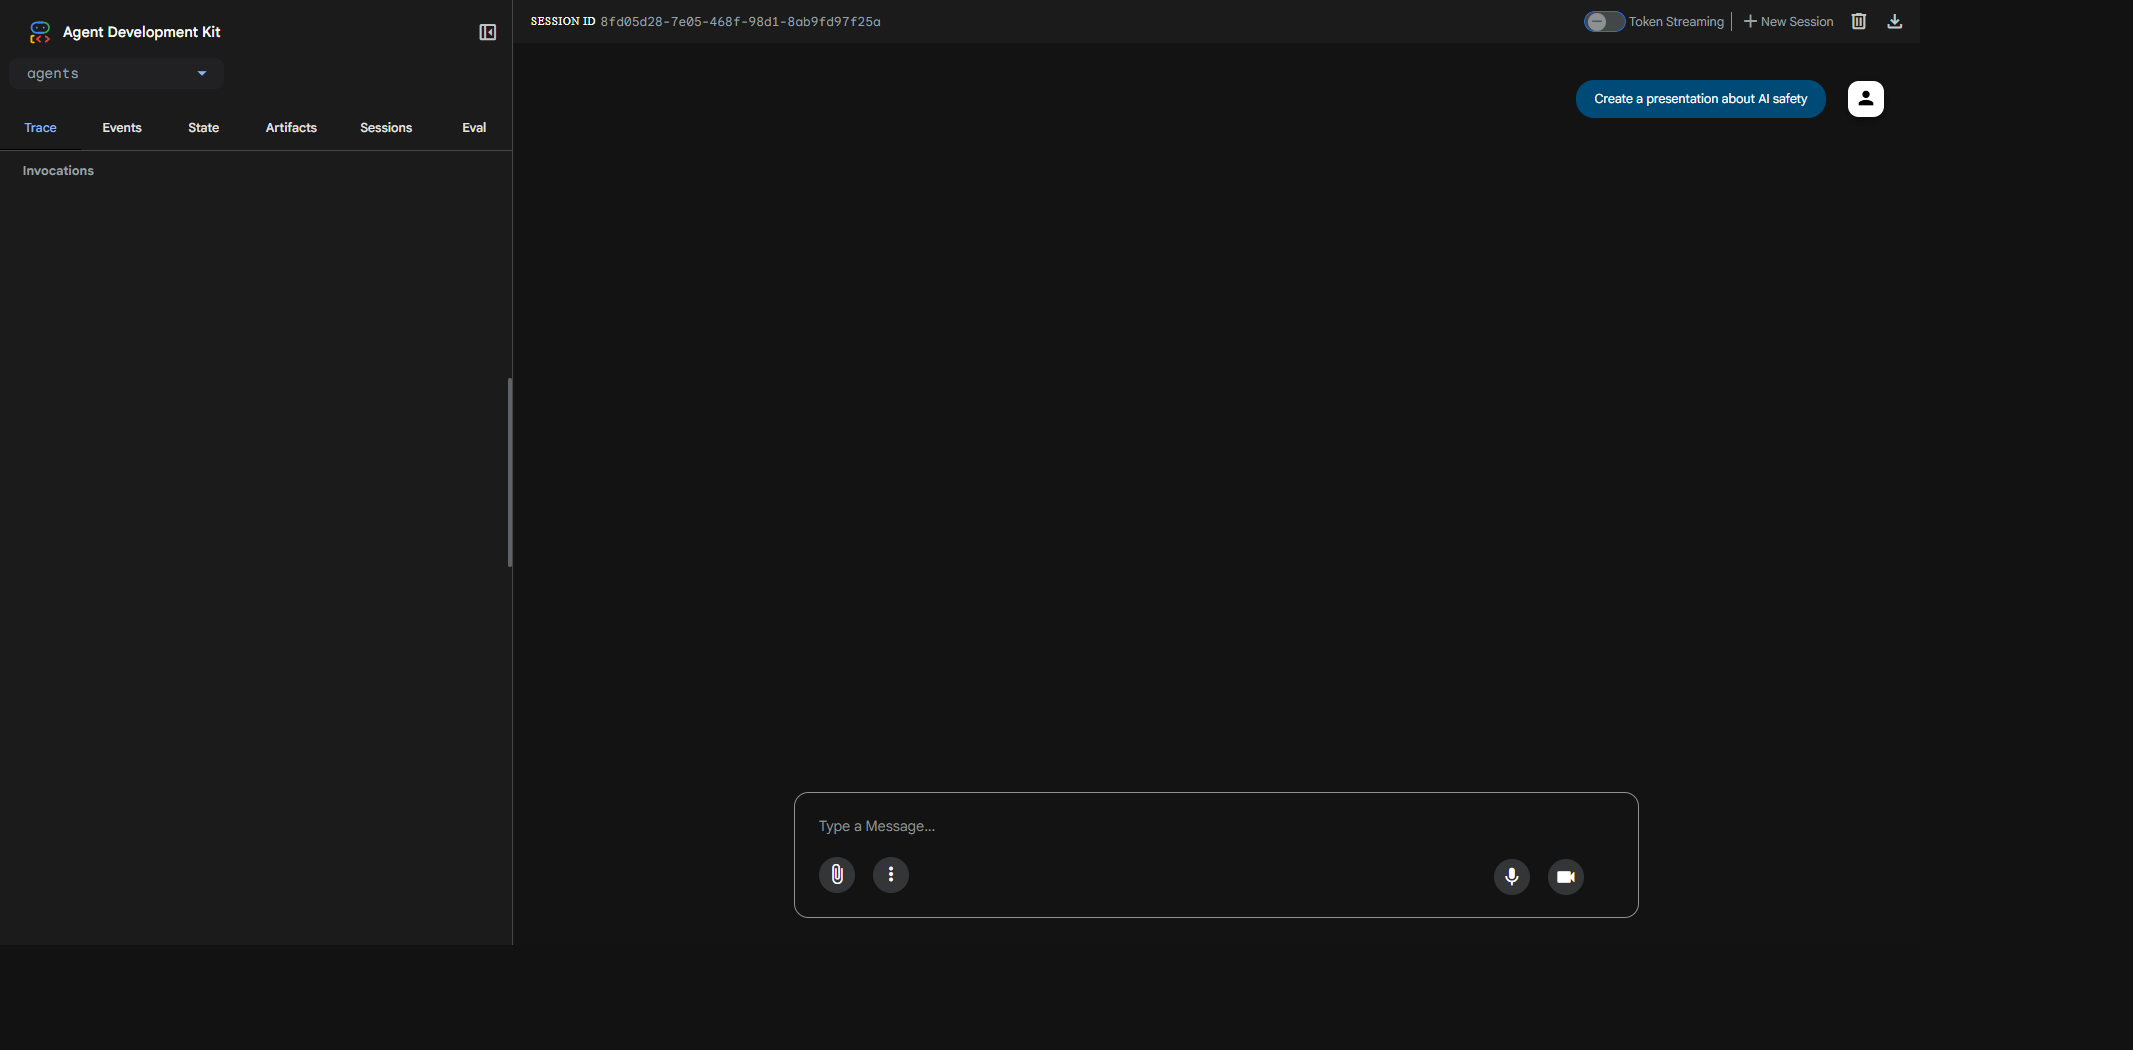 Agent Development Kit
agents
Trace Events State Artifacts Sessions Eval
Invocations
SESSION ID 8fd05d28-7e05-468f-98d1-8ab9fd97f25a
Token Streaming New Session
Create a presentation about AI safety
Type a Message...